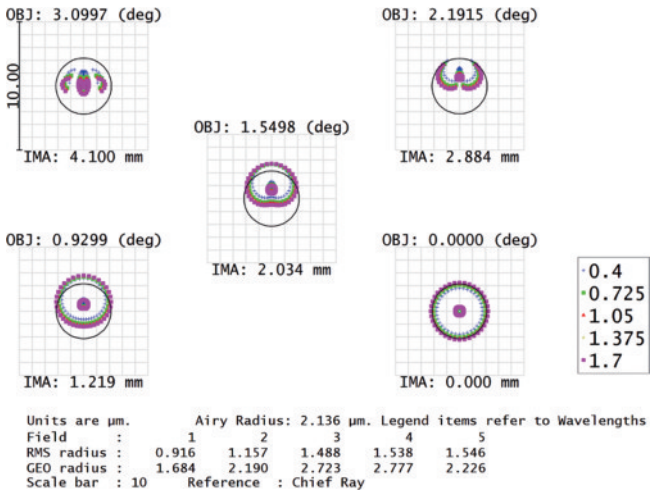 OBJ: 3.0997 (deg)
OBJ: 2.1915 (deg)
10.00
IMA: 4.100 mm
IMA: 2.884 mm
OBJ: 1.5498 (deg)
IMA: 2.034 mm
OBJ: 0.9299 (deg)
OBJ: 0.0000 (deg)
IMA: 1.219 mm
IMA: 0.000 mm
0.4
0.725
1.05
1.375
1.7
Units are µm. Airy Radius: 2.136 µm. Legend items refer to Wavelengths
Field : 1 2 3 4 5
RMS radius : 0.916 1.157 1.488 1.538 1.546
GEO radius : 1.684 2.190 2.723 2.777 2.226
Scale bar : 10 Reference : Chief Ray